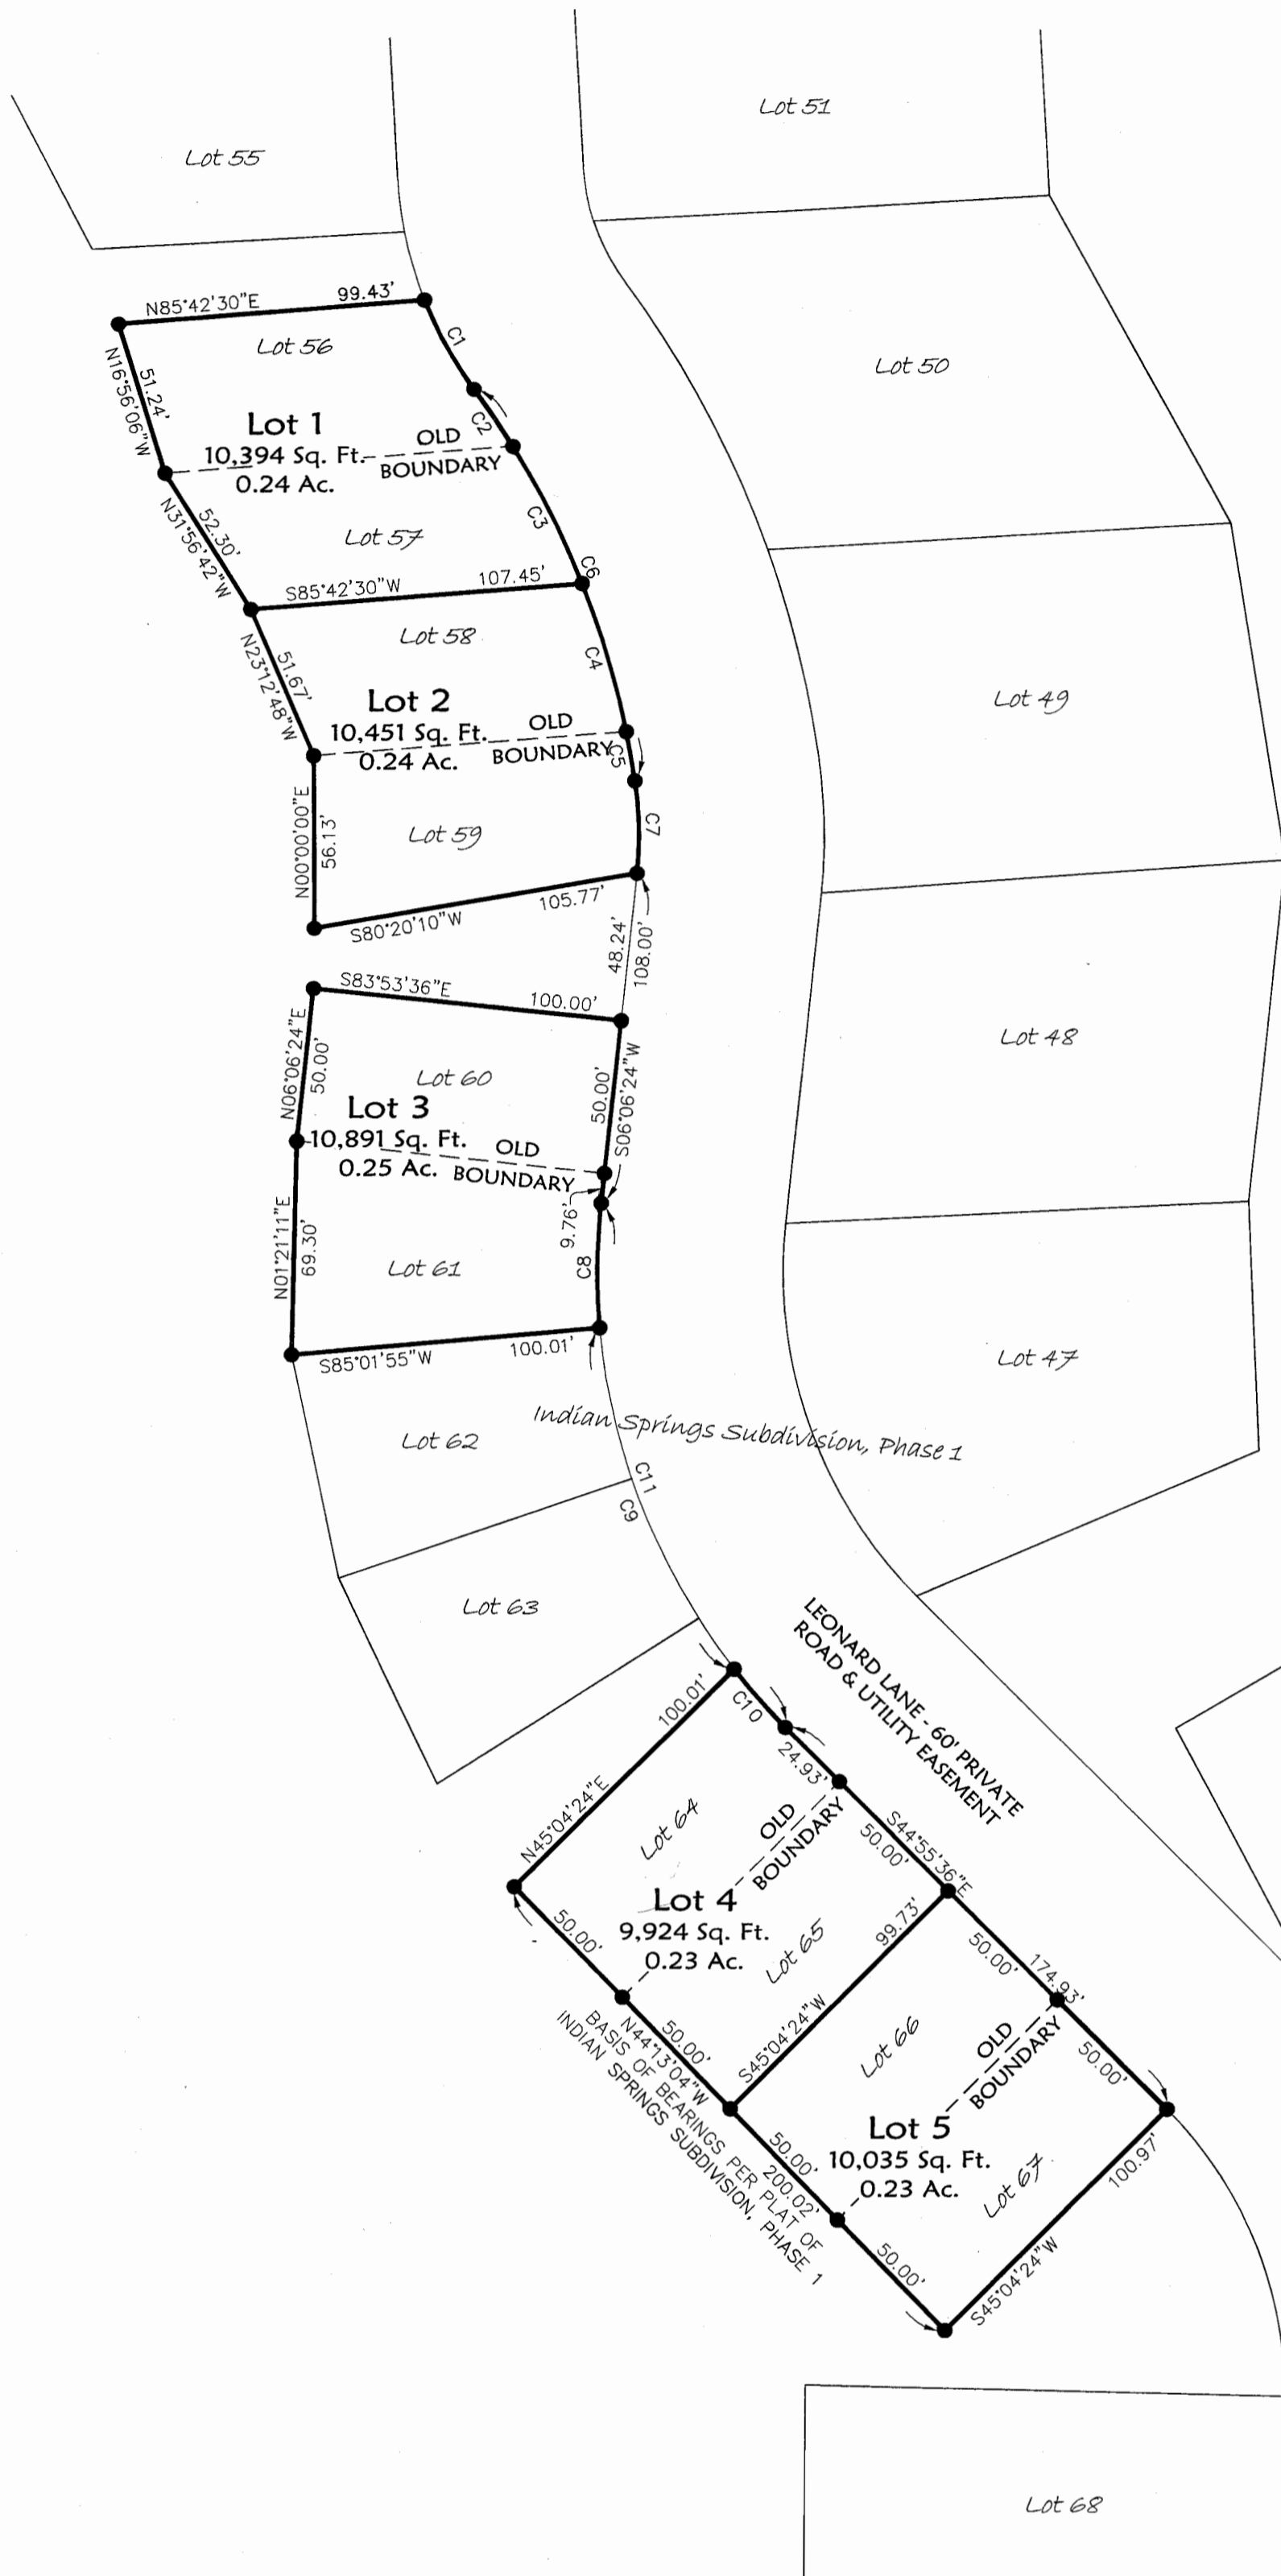 Lot 51
Lot 55
99.43'
N85°42'30"E
C1
Lot 56
Lot 50
N16°56'06"W
51.24'
C2
Lot 1
OLD
10,394 Sq. Ft.
BOUNDARY
0.24 Ac.
C3
N31°56'42"W
52.30'
Lot 57
C6
107.45'
S85°42'30"W
Lot 58
N23°12'48"W
51.67'
C4
Lot 49
Lot 2
OLD
10,451 Sq. Ft.
BOUNDARY
0.24 Ac.
C5
C7
N00°00'00"E
56.13'
Lot 59
105.77'
S80°20'10"W
48.24'
108.00'
S83°53'36"E
100.00'
Lot 48
N06°06'24"E
50.00'
Lot 60
50.00'
S06°06'24"W
Lot 3
10,891 Sq. Ft.
OLD
0.25 Ac.
BOUNDARY
9.76'
N01°21'11"E
69.30'
Lot 61
C8
100.01'
S85°01'55"W
Lot 47
Indian Springs Subdivision, Phase 1
Lot 62
C11
C9
Lot 63
LEONARD LANE - 60' PRIVATE
ROAD & UTILITY EASEMENT
100.01'
C10
24.93'
N45°04'24"E
Lot 64
OLD
BOUNDARY
50.00'
S44°55'36"E
Lot 4
9,924 Sq. Ft.
0.23 Ac.
50.00'
Lot 65
99.73'
50.00'
174.93'
S45°04'24"W
Lot 66
OLD
BOUNDARY
50.00'
50.00'
N44°13'04"W
BASIS OF BEARINGS PER PLAT OF
INDIAN SPRINGS SUBDIVISION, PHASE 1
Lot 5
10,035 Sq. Ft.
0.23 Ac.
50.00'
200.02'
Lot 67
100.97'
50.00'
S45°04'24"W
Lot 68